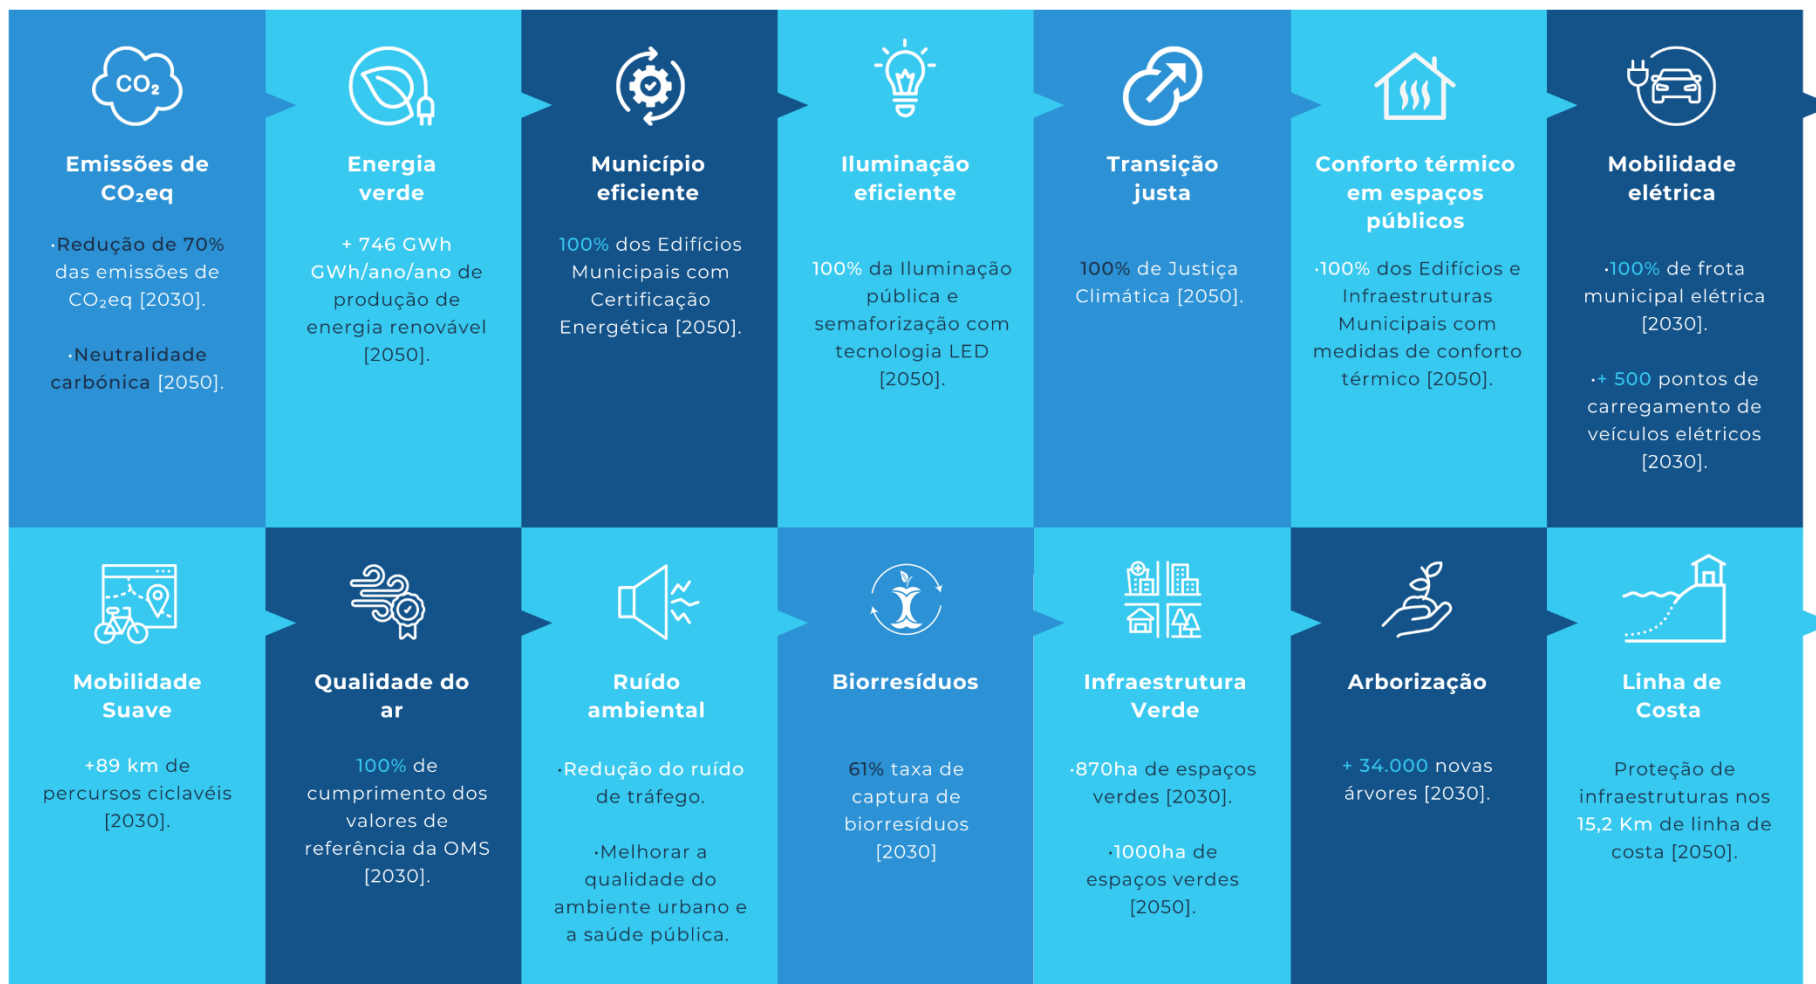 CO₂
Emissões de
CO₂eq
·Redução de 70%
das emissões de
CO₂eq [2030].
·Neutralidade
carbónica [2050].
Energia
verde
+ 746 GWh
GWh/ano/ano de
produção de
energia renovável
[2050].
Município
eficiente
100% dos Edifícios
Municipais com
Certificação
Energética [2050].
Iluminação
eficiente
100% da Iluminação
pública e
semaforização com
tecnologia LED
[2050].
Transição
justa
100% de Justiça
Climática [2050].
Conforto térmico
em espaços
públicos
·100% dos Edifícios e
Infraestruturas
Municipais com
medidas de conforto
térmico [2050].
Mobilidade
elétrica
·100% de frota
municipal elétrica
[2030].
·+ 500 pontos de
carregamento de
veículos elétricos
[2030].
Mobilidade
Suave
+89 km de
percursos ciclavéis
[2030].
Qualidade do
ar
100% de
cumprimento dos
valores de
referência da OMS
[2030].
Ruído
ambiental
·Redução do ruído
de tráfego.
·Melhorar a
qualidade do
ambiente urbano e
a saúde pública.
Biorresíduos
61% taxa de
captura de
biorresíduos
[2030]
Infraestrutura
Verde
·870ha de espaços
verdes [2030].
·1000ha de
espaços verdes
[2050].
Arborização
+ 34.000 novas
árvores [2030].
Linha de
Costa
Proteção de
infraestruturas nos
15,2 Km de linha de
costa [2050].